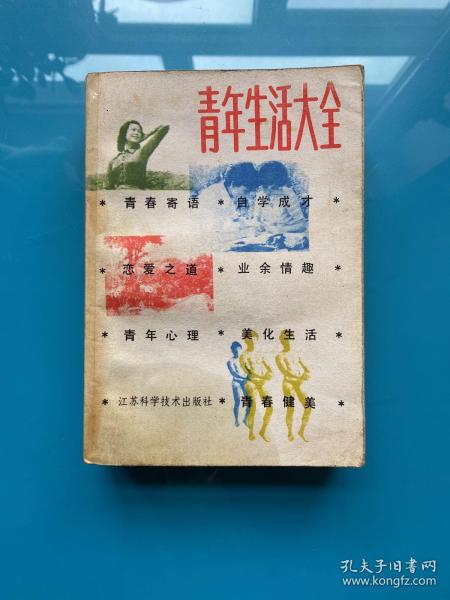 青年生活大全
* 青春寄语 * 自学成才 *
* 恋爱之道 * 业余情趣 *
* 青年心理 * 美化生活 *
* 江苏科学技术出版社 * 青春健美 *
孔夫子旧书网
www.kongfz.com